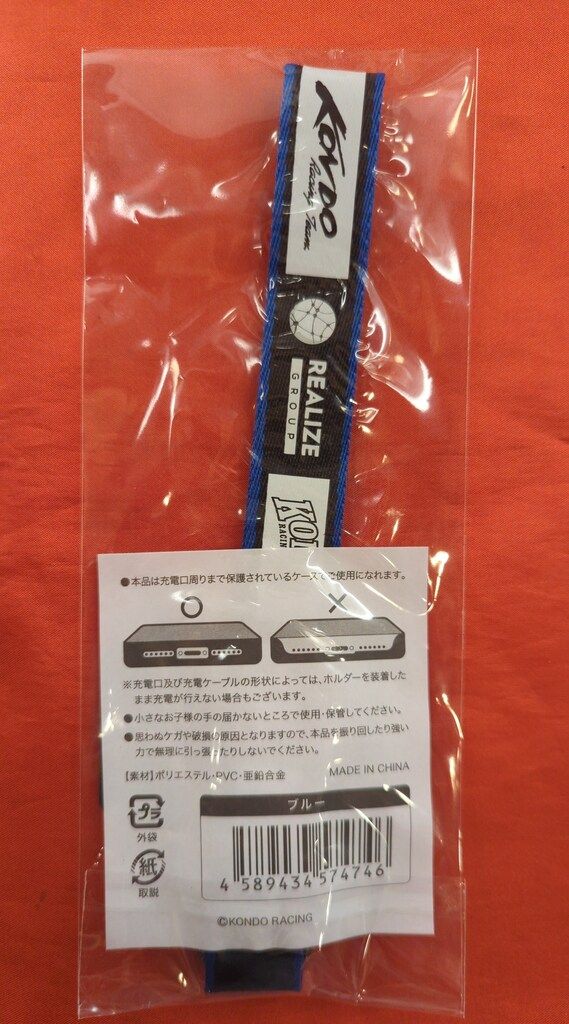 KONDO
Racing Team
REALIZE
GROUP
KO
RACIN
●本品は充電口周りまで保護されているケースでご使用になれます。
○ ×
※充電口及び充電ケーブルの形状によっては、ホルダーを装着した
まま充電が行えない場合もございます。
●小さなお子様の手の届かないところで使用・保管してください。
●思わぬケガや破損の原因となりますので、本品を振り回したり強い
力で無理に引っ張ったりしないでください。
【素材】ポリエステル・PVC・亜鉛合金 MADE IN CHINA
プラ
外袋
紙
取説
ブルー
4 589434 574746
©KONDO RACING